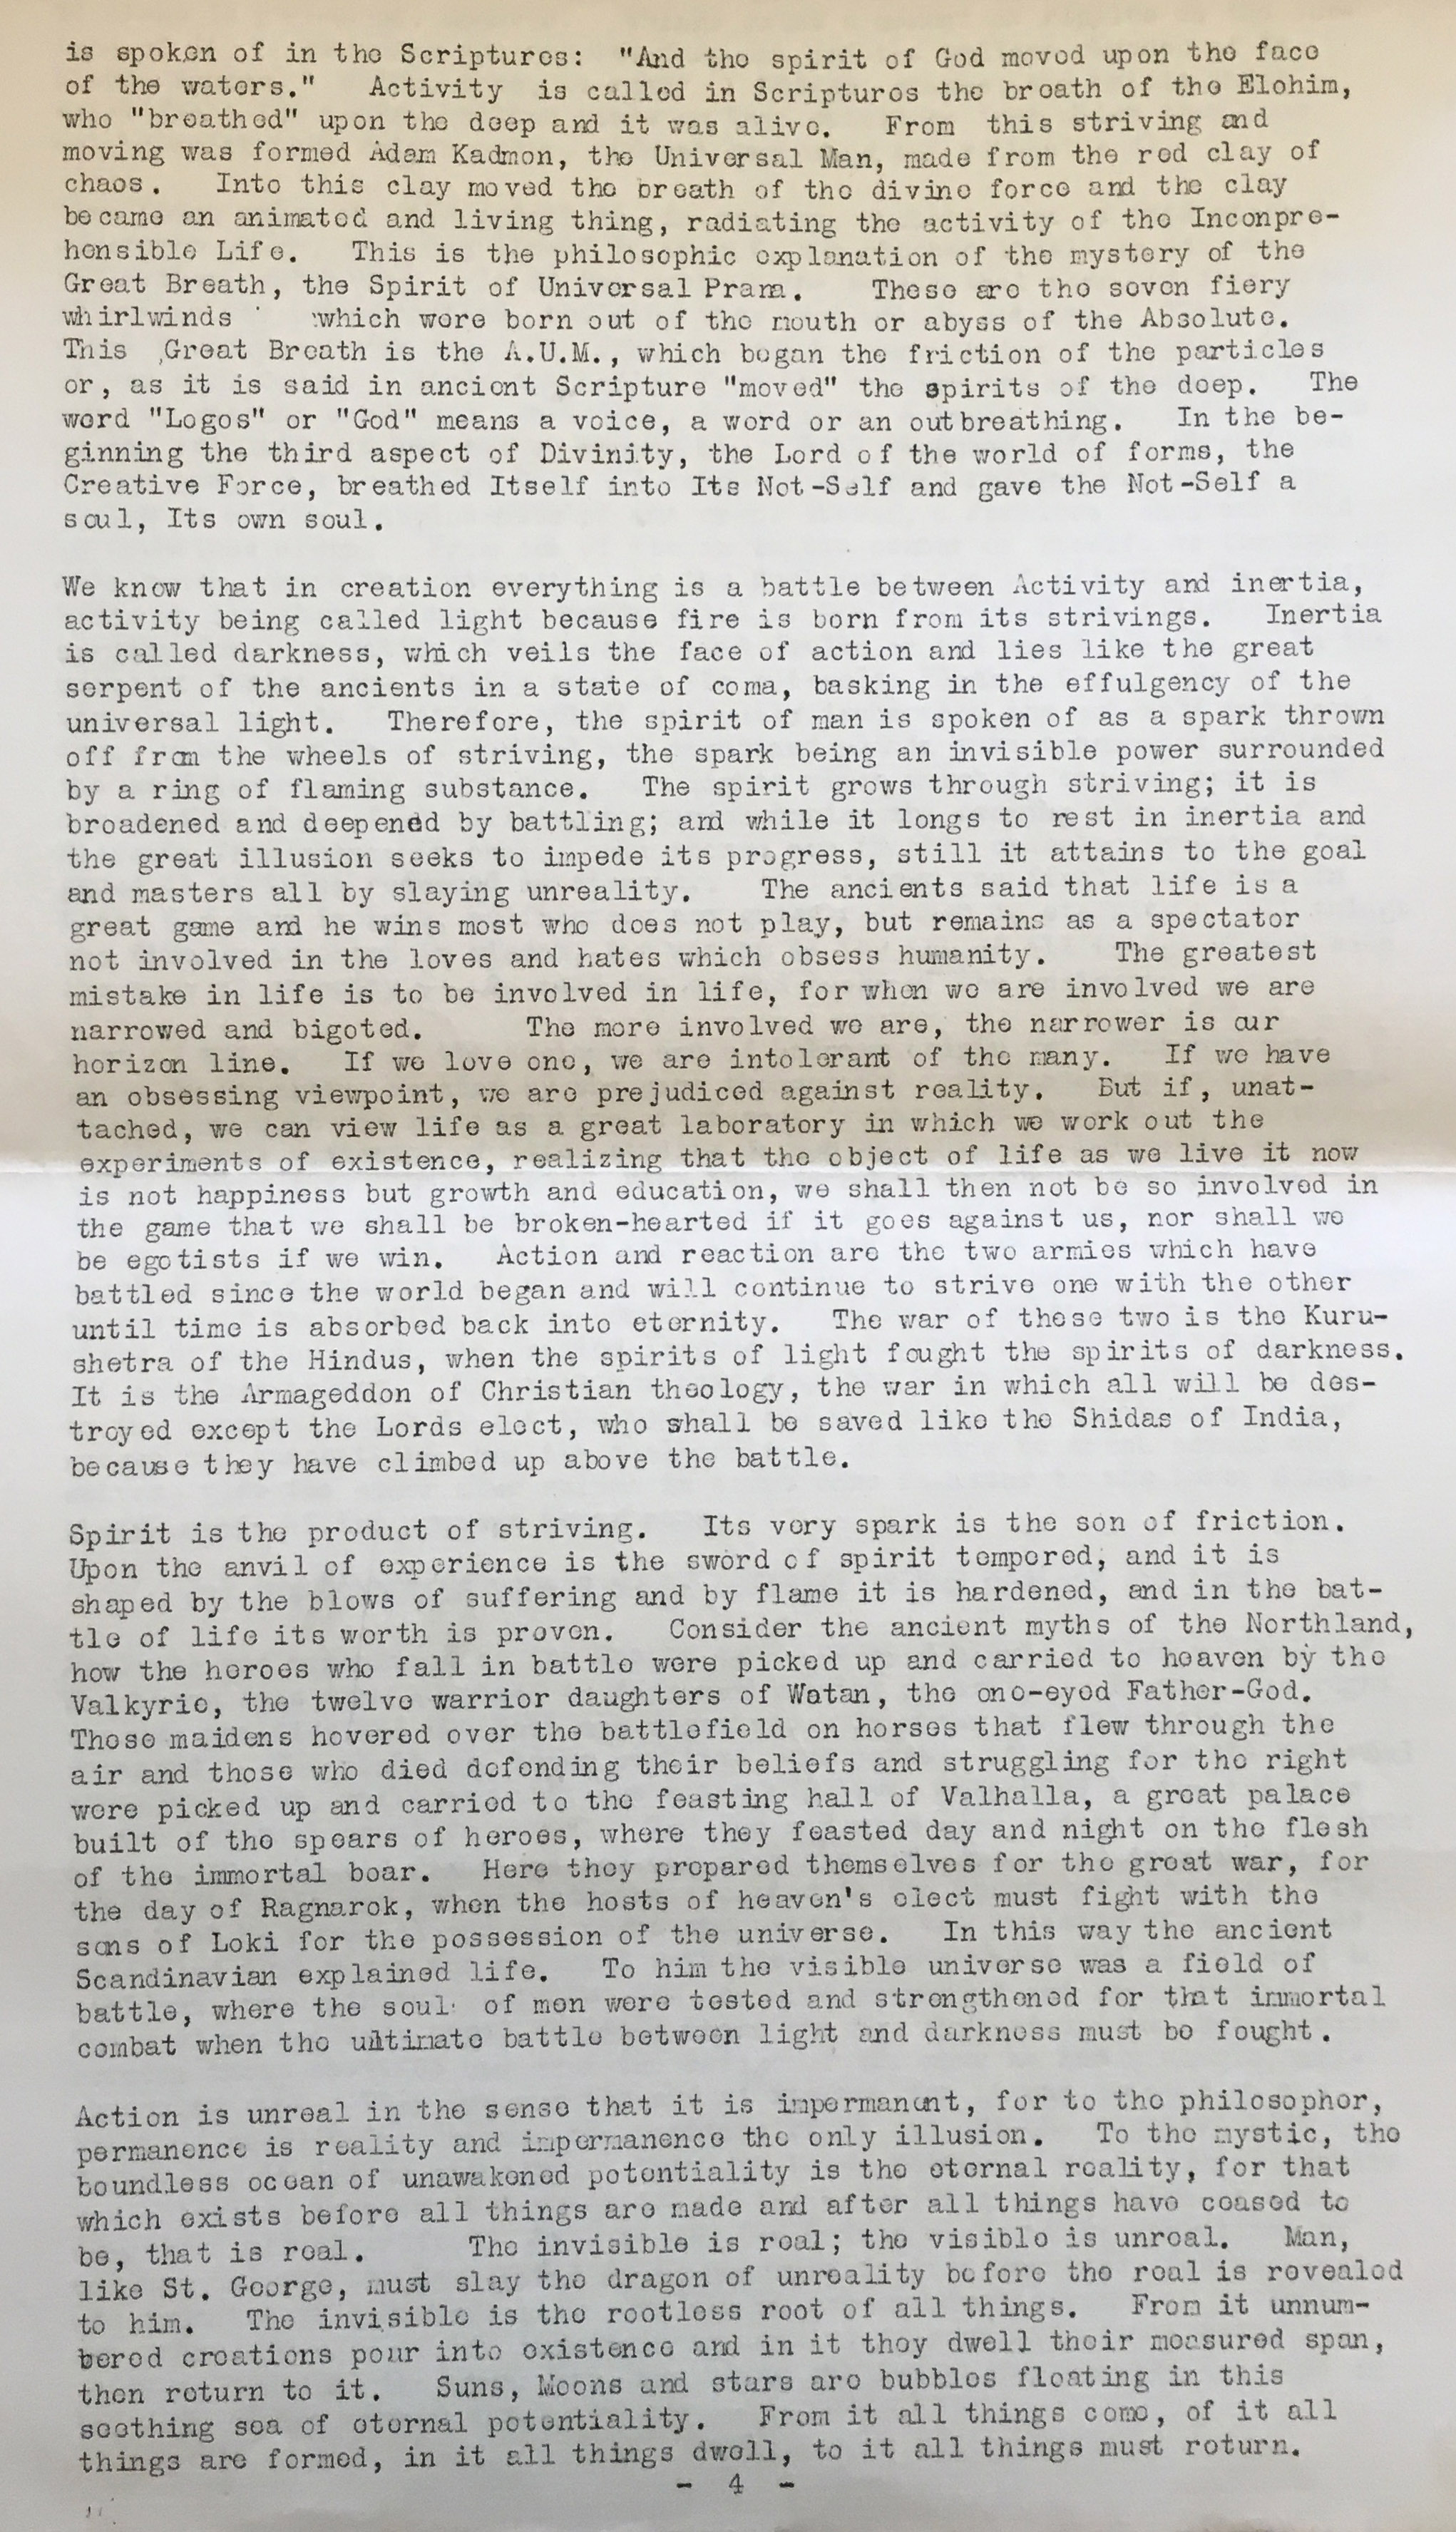 is spoken of in the Scriptures:  "And the spirit of God moved upon the face
of the waters."   Activity  is called in Scriptures the breath of the Elohim,
who "breathed" upon the deep and it was alive.   From  this striving and
moving was formed Adam Kadmon, the Universal Man, made from the red clay of
chaos.   Into this clay moved the breath of the divine force and the clay
became an animated and living thing, radiating the activity of the Inconpre-
hensible Life.   This is the philosophic explanation of the mystery of the
Great Breath, the Spirit of Universal Prana.    These are the seven fiery
whirlwinds which were born out of the mouth or abyss of the Absolute.
This Great Breath is the A.U.M., which began the friction of the particles
or, as it is said in ancient Scripture "moved" the spirits of the deep.   The
word "Logos" or "God" means a voice, a word or an outbreathing.   In the be-
ginning the third aspect of Divinity, the Lord of the world of forms, the
Creative Force, breathed Itself into Its Not-Self and gave the Not-Self a
soul, Its own soul.

We know that in creation everything is a battle between Activity and inertia,
activity being called light because fire is born from its strivings.   Inertia
is called darkness, which veils the face of action and lies like the great
serpent of the ancients in a state of coma, basking in the effulgency of the
universal light.   Therefore, the spirit of man is spoken of as a spark thrown
off from the wheels of striving, the spark being an invisible power surrounded
by a ring of flaming substance.   The spirit grows through striving; it is
broadened and deepened by battling; and while it longs to rest in inertia and
the great illusion seeks to impede its progress, still it attains to the goal
and masters all by slaying unreality.    The ancients said that life is a
great game and he wins most who does not play, but remains as a spectator
not involved in the loves and hates which obsess humanity.    The greatest
mistake in life is to be involved in life, for when we are involved we are
narrowed and bigoted.      The more involved we are, the narrower is our
horizon line.   If we love one, we are intolerant of the many.   If we have
an obsessing viewpoint, we are prejudiced against reality.   But if, unat-
tached, we can view life as a great laboratory in which we work out the
experiments of existence, realizing that the object of life as we live it now
is not happiness but growth and education, we shall then not be so involved in
the game that we shall be broken-hearted if it goes against us, nor shall we
be egotists if we win.   Action and reaction are the two armies which have
battled since the world began and will continue to strive one with the other
until time is absorbed back into eternity.   The war of these two is the Kuru-
shetra of the Hindus, when the spirits of light fought the spirits of darkness.
It is the Armageddon of Christian theology, the war in which all will be des-
troyed except the Lords elect, who shall be saved like the Shidas of India,
because they have climbed up above the battle.

Spirit is the product of striving.   Its very spark is the son of friction.
Upon the anvil of experience is the sword of spirit tempered, and it is
shaped by the blows of suffering and by flame it is hardened, and in the bat-
tle of life its worth is proven.   Consider the ancient myths of the Northland,
how the heroes who fall in battle were picked up and carried to heaven by the
Valkyrie, the twelve warrior daughters of Watan, the one-eyed Father-God.
These maidens hovered over the battlefield on horses that flew through the
air and those who died defending their beliefs and struggling for the right
were picked up and carried to the feasting hall of Valhalla, a great palace
built of the spears of heroes, where they feasted day and night on the flesh
of the immortal boar.   Here they prepared themselves for the great war, for
the day of Ragnarok, when the hosts of heaven's elect must fight with the
sons of Loki for the possession of the universe.   In this way the ancient
Scandinavian explained life.   To him the visible universe was a field of
battle, where the soul of men were tested and strengthened for that immortal
combat when the ultimate battle between light and darkness must be fought.

Action is unreal in the sense that it is impermanent, for to the philosopher,
permanence is reality and impermanence the only illusion.   To the mystic, the
boundless ocean of unawakened potentiality is the eternal reality, for that
which exists before all things are made and after all things have ceased to
be, that is real.      The invisible is real; the visible is unreal.   Man,
like St. George, must slay the dragon of unreality before the real is revealed
to him.   The invisible is the rootless root of all things.   From it unnum-
bered creations pour into existence and in it they dwell their measured span,
then return to it.   Suns, Moons and stars are bubbles floating in this
seething sea of eternal potentiality.   From it all things come, of it all
things are formed, in it all things dwell, to it all things must return.
- 4 -